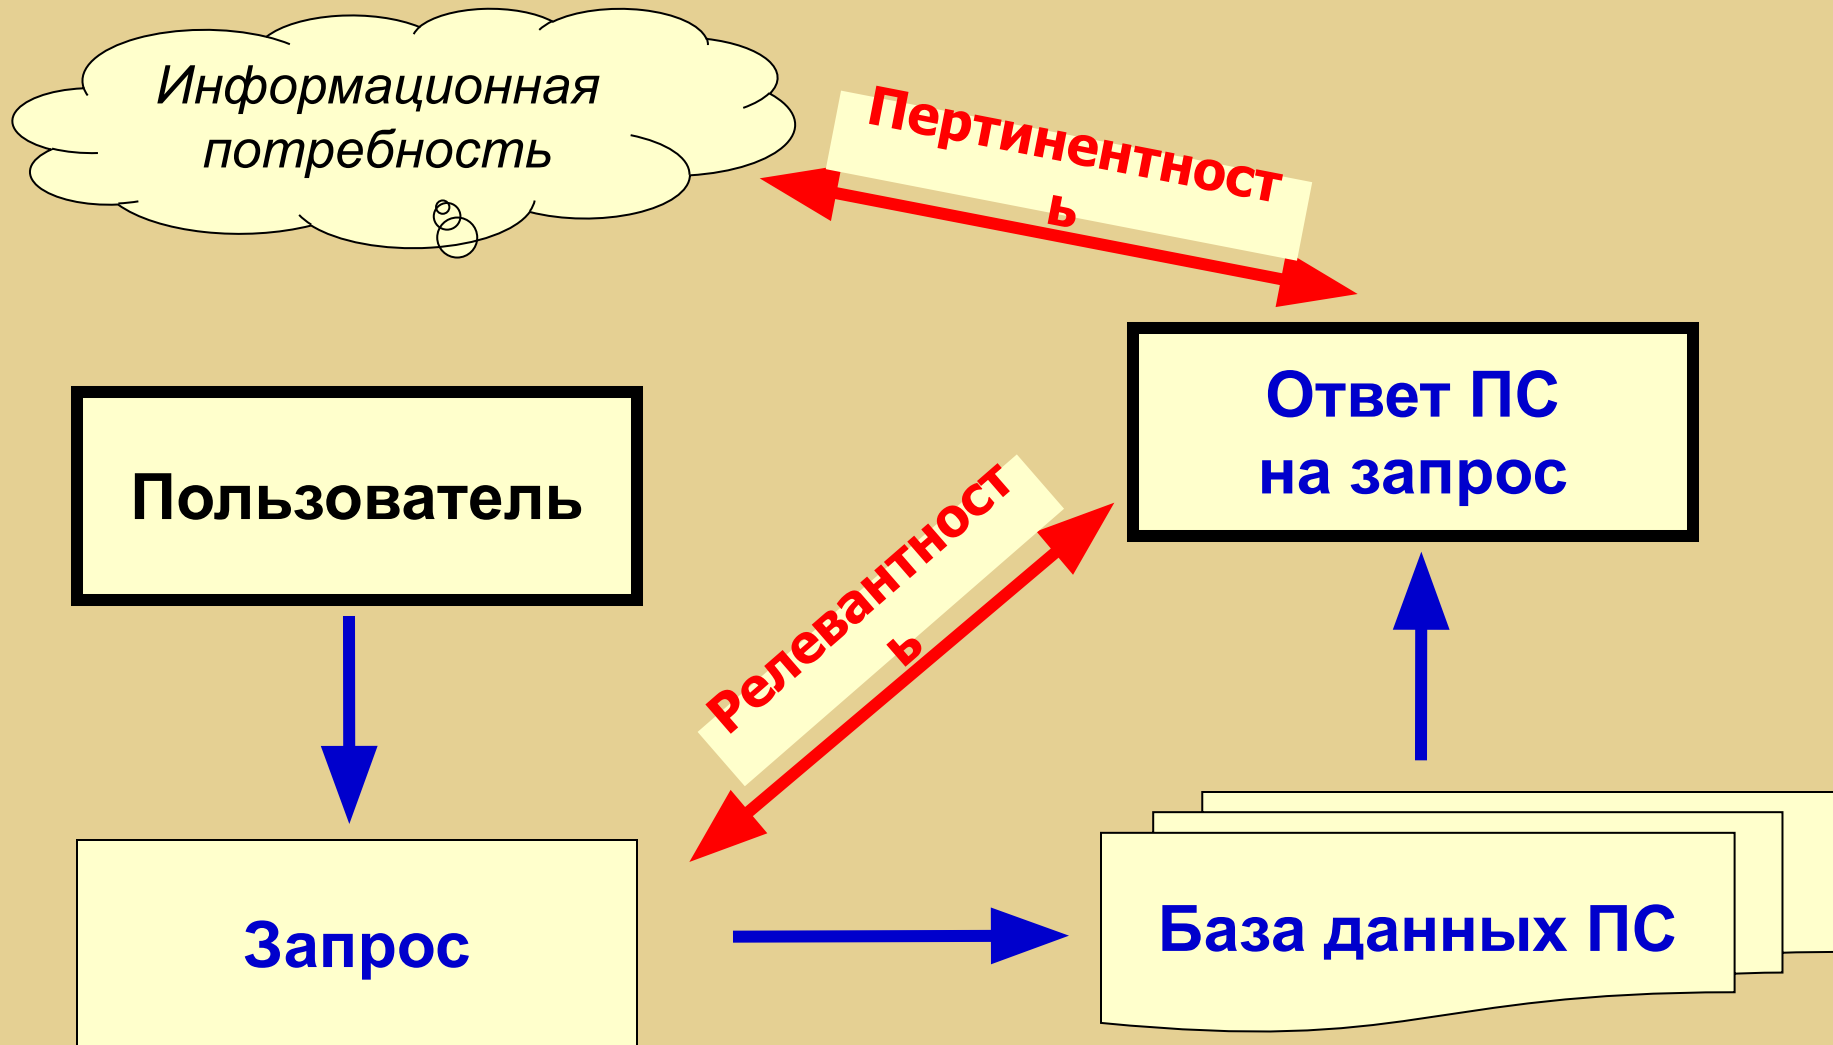 Информационная
потребность
Пертинентност
ь
Ответ ПС
на запрос
Пользователь
Релевантност
ь
Запрос
База данных ПС